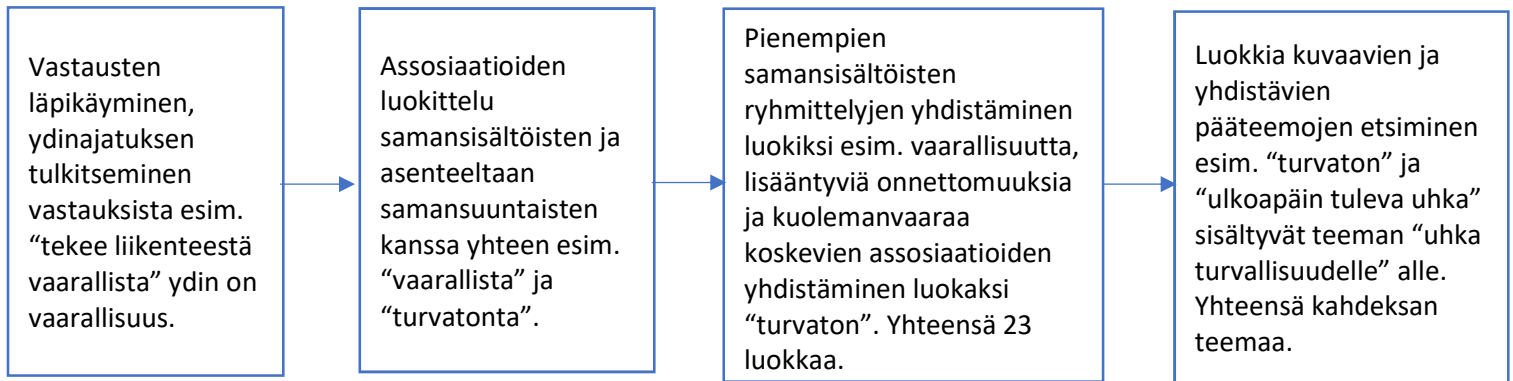 Vastausten
läpikäyminen,
ydinajatuksen
tulkitseminen
vastauksista esim.
“tekee liikenteestä
vaarallista” ydin on
vaarallisuus.
Assosiaatioiden
luokittelu
samansisältöisten ja
asenteeltaan
samansuuntaisten
kanssa yhteen esim.
“vaarallista” ja
“turvatonta”.
Pienempien
samansisältöisten
ryhmittelyjen yhdistäminen
luokiksi esim. vaarallisuutta,
lisääntyviä onnettomuuksia
ja kuolemanvaaraa
koskevien assosiaatioiden
yhdistäminen luokaksi
“turvaton”. Yhteensä 23
luokkaa.
Luokkia kuvaavien ja
yhdistävien
pääteemojen etsiminen
esim. “turvaton” ja
“ulkoapäin tuleva uhka”
sisältyvät teeman “uhka
turvallisuudelle” alle.
Yhteensä kahdeksan
teemaa.